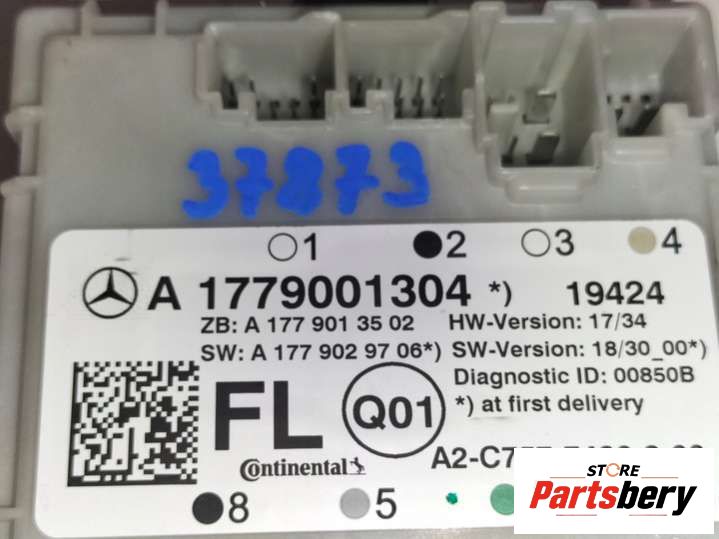 37873
1 2 3 4
A 1779001304 *) 19424
ZB: A 177 901 35 02 HW-Version: 17/34
SW: A 177 902 97 06*) SW-Version: 18/30_00*)
Diagnostic ID: 00850B
FL Q01 *) at first delivery
Continental
8 5
STORE
Partsbery